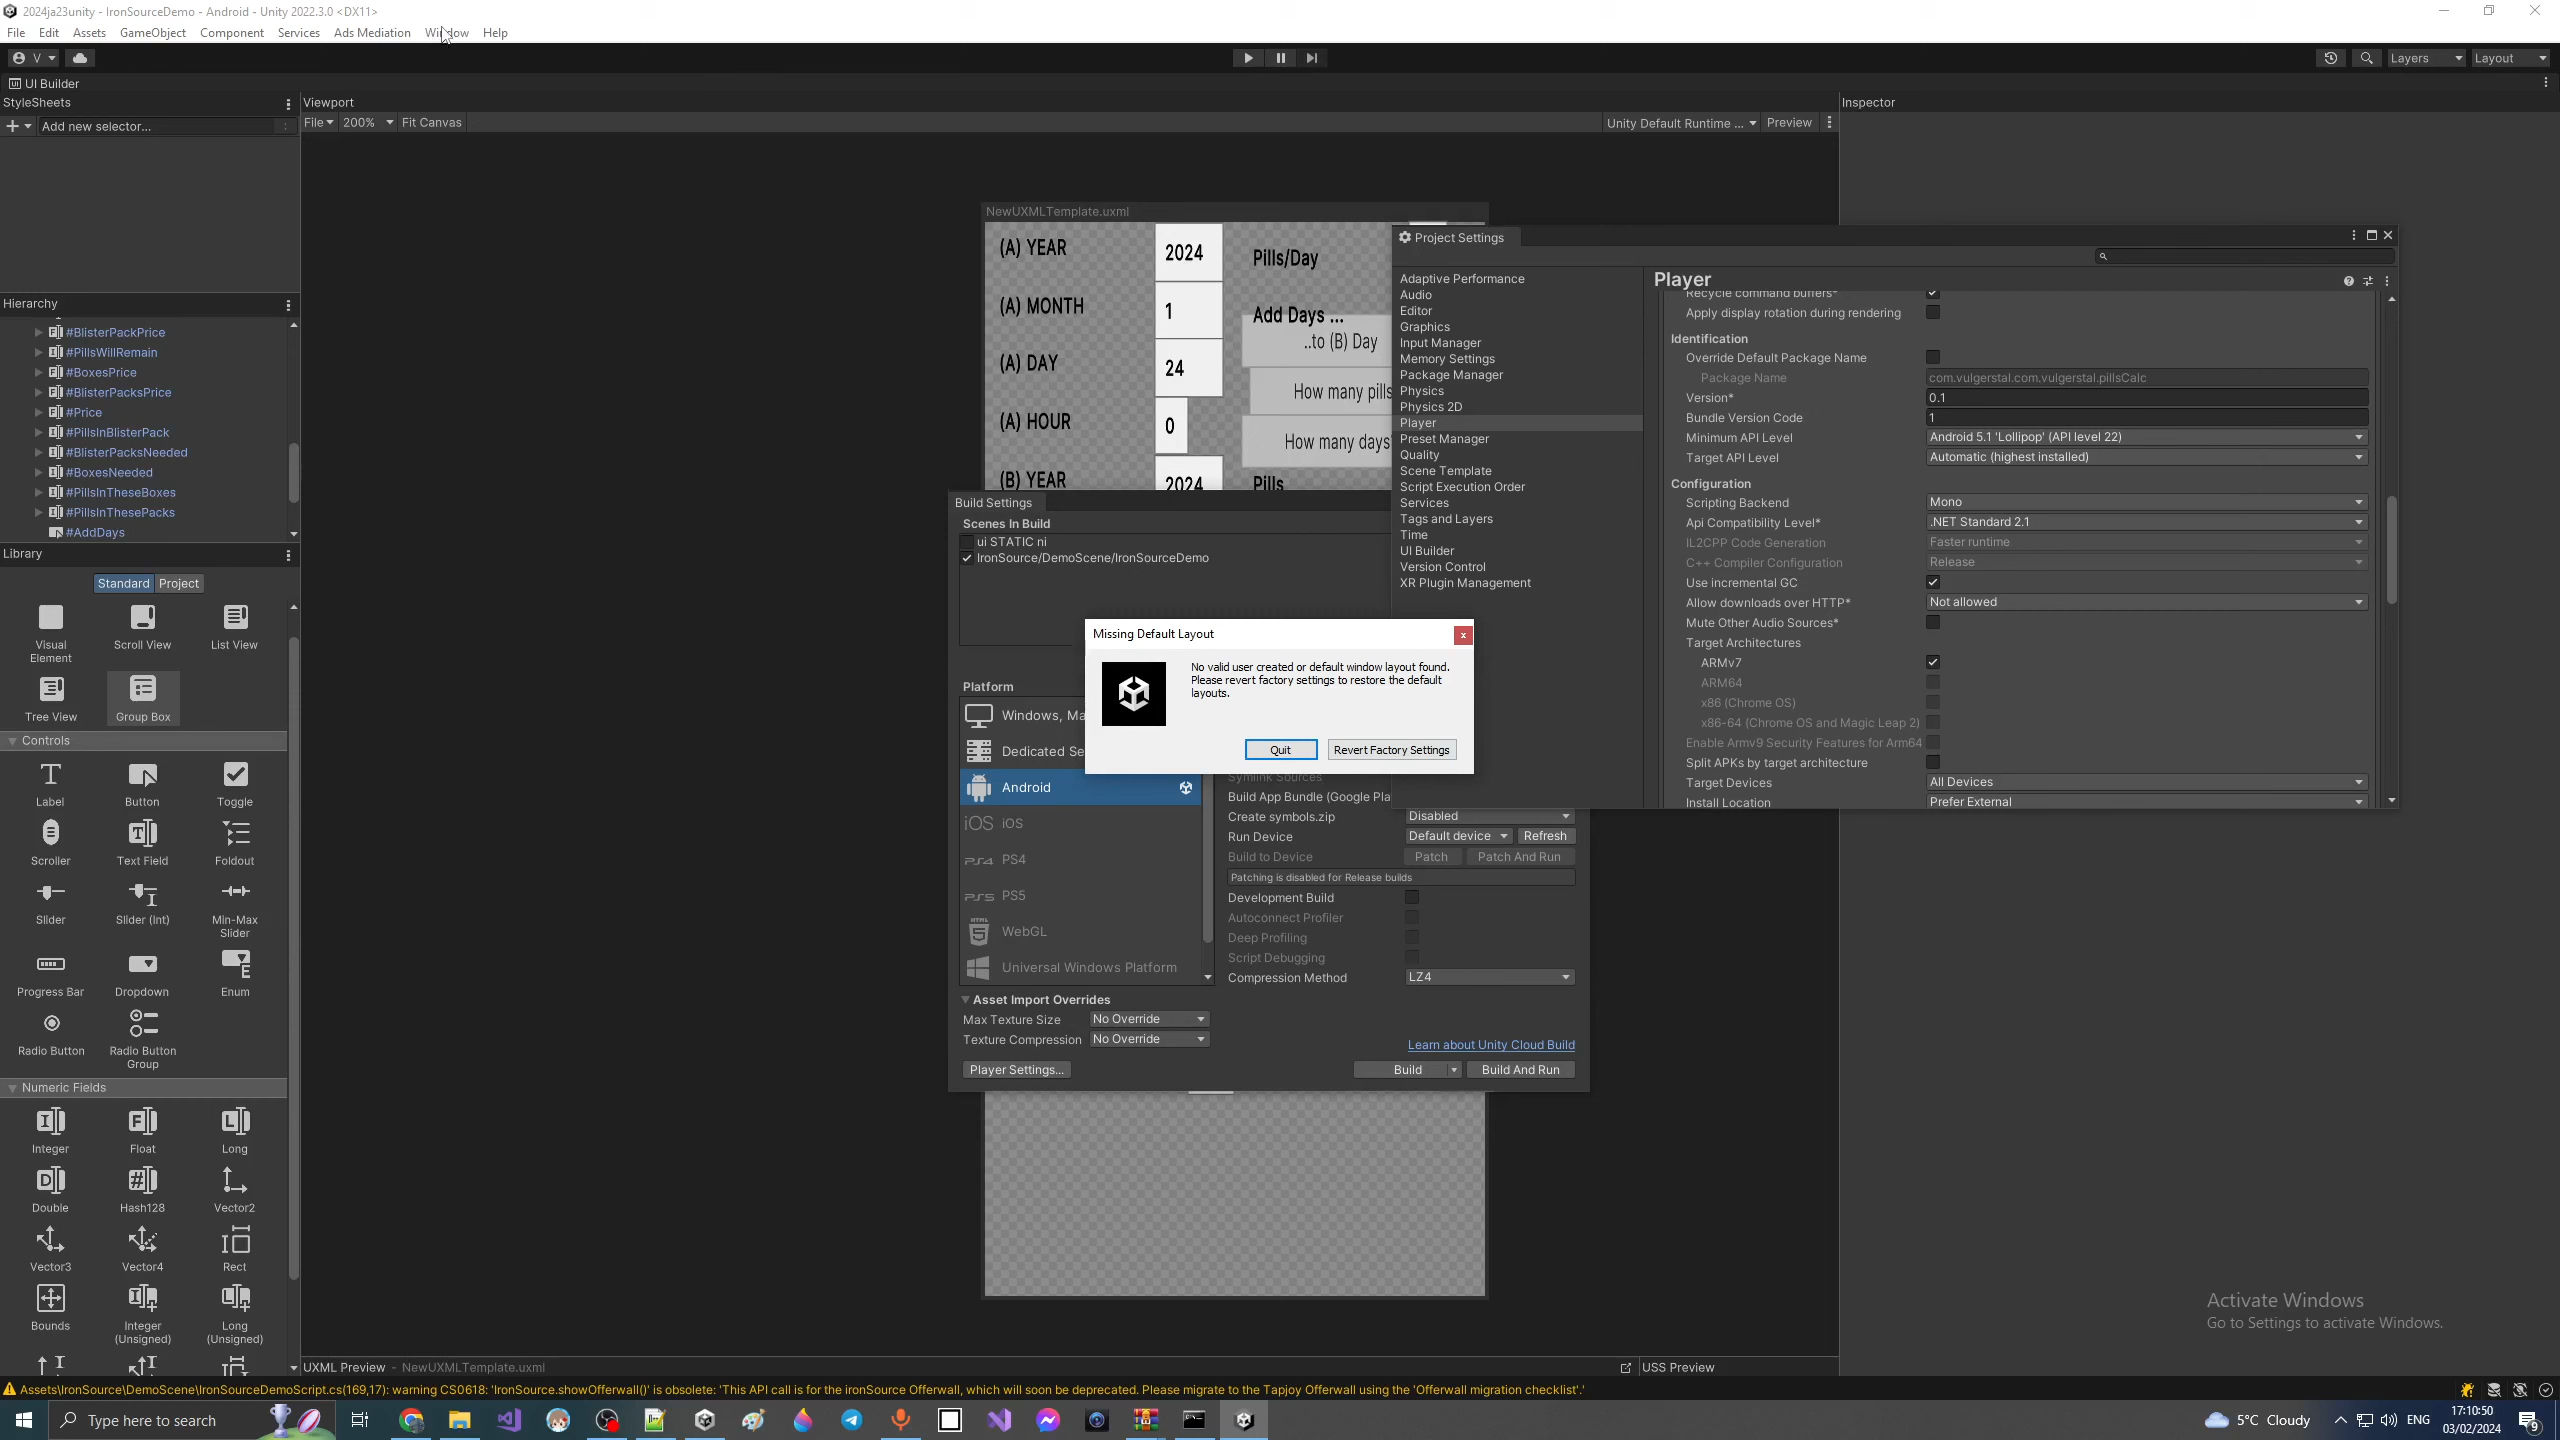 2024ja23unity - IronSourceDemo - Android - Unity 2022.3.0 <DX11>
File Edit Assets GameObject Component Services Ads Mediation Window Help
V
Layers
Layout
UI Builder
StyleSheets
Add new selector...
Viewport
File 200% Fit Canvas
Unity Default Runtime ... Preview
Inspector
Hierarchy
#BlisterPackPrice
#PillsWillRemain
#BoxesPrice
#BlisterPacksPrice
#Price
#PillsInBlisterPack
#BlisterPacksNeeded
#BoxesNeeded
#PillsInTheseBoxes
#PillsInThesePacks
#AddDays
Library
Standard Project
Visual Element
Scroll View
List View
Tree View
Group Box
Controls
Label
Button
Toggle
Scroller
Text Field
Foldout
Slider
Slider (Int)
Min-Max Slider
Progress Bar
Dropdown
Enum
Radio Button
Radio Button Group
Numeric Fields
Integer
Float
Long
Double
Hash128
Vector2
Vector3
Vector4
Rect
Bounds
Integer (Unsigned)
Long (Unsigned)
NewUXMLTemplate.uxml
(A) YEAR 2024
(A) MONTH 1
(A) DAY 24
(A) HOUR 0
(B) YEAR 2024
Pills/Day
Add Days ...
..to (B) Day
How many pills
How many days
Pills
Project Settings
Adaptive Performance
Audio
Editor
Graphics
Input Manager
Memory Settings
Package Manager
Physics
Physics 2D
Player
Preset Manager
Quality
Scene Template
Script Execution Order
Services
Tags and Layers
Time
UI Builder
Version Control
XR Plugin Management
Player
Recycle command buffers*
Apply display rotation during rendering
Identification
Override Default Package Name
Package Name com.vulgerstal.com.vulgerstal.pillsCalc
Version* 0.1
Bundle Version Code 1
Minimum API Level Android 5.1 'Lollipop' (API level 22)
Target API Level Automatic (highest installed)
Configuration
Scripting Backend Mono
Api Compatibility Level* .NET Standard 2.1
IL2CPP Code Generation Faster runtime
C++ Compiler Configuration Release
Use incremental GC
Allow downloads over HTTP* Not allowed
Mute Other Audio Sources*
Target Architectures
ARMv7
ARM64
x86 (Chrome OS)
x86-64 (Chrome OS and Magic Leap 2)
Enable Armv9 Security Features for Arm64
Split APKs by target architecture
Target Devices All Devices
Install Location Prefer External
Build Settings
Scenes In Build
ui STATIC ni
IronSource/DemoScene/IronSourceDemo
Missing Default Layout
x
No valid user created or default window layout found.
Please revert factory settings to restore the default
layouts.
Quit Revert Factory Settings
Platform
Windows, Ma
Dedicated Se
Android
iOS iOS
PS4 PS4
PS5 PS5
HTML
WebGL
Universal Windows Platform
Symlink Sources
Build App Bundle (Google Pla
Create symbols.zip Disabled
Run Device Default device Refresh
Build to Device Patch Patch And Run
Patching is disabled for Release builds
Development Build
Autoconnect Profiler
Deep Profiling
Script Debugging
Compression Method LZ4
Asset Import Overrides
Max Texture Size No Override
Texture Compression No Override
Learn about Unity Cloud Build
Player Settings... Build Build And Run
Activate Windows
Go to Settings to activate Windows.
UXML Preview - NewUXMLTemplate.uxml
USS Preview
Assets\IronSource\DemoScene\IronSourceDemoScript.cs(169,17): warning CS0618: 'IronSource.showOfferwall()' is obsolete: 'This API call is for the ironSource Offerwall, which will soon be deprecated. Please migrate to the Tapjoy Offerwall using the 'Offerwall migration checklist'.'
Type here to search
5°C Cloudy
ENG
17:10:50
03/02/2024
9